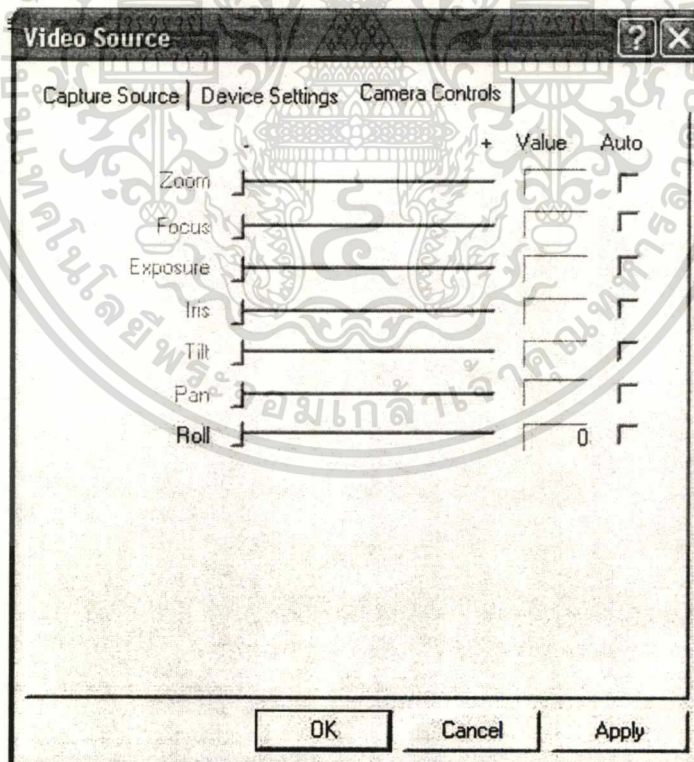 Video Source
Capture Source Device Settings Camera Controls
- + Value Auto
Zoom
Focus
Exposure
Iris
Tilt
Pan
Roll 0
OK Cancel Apply